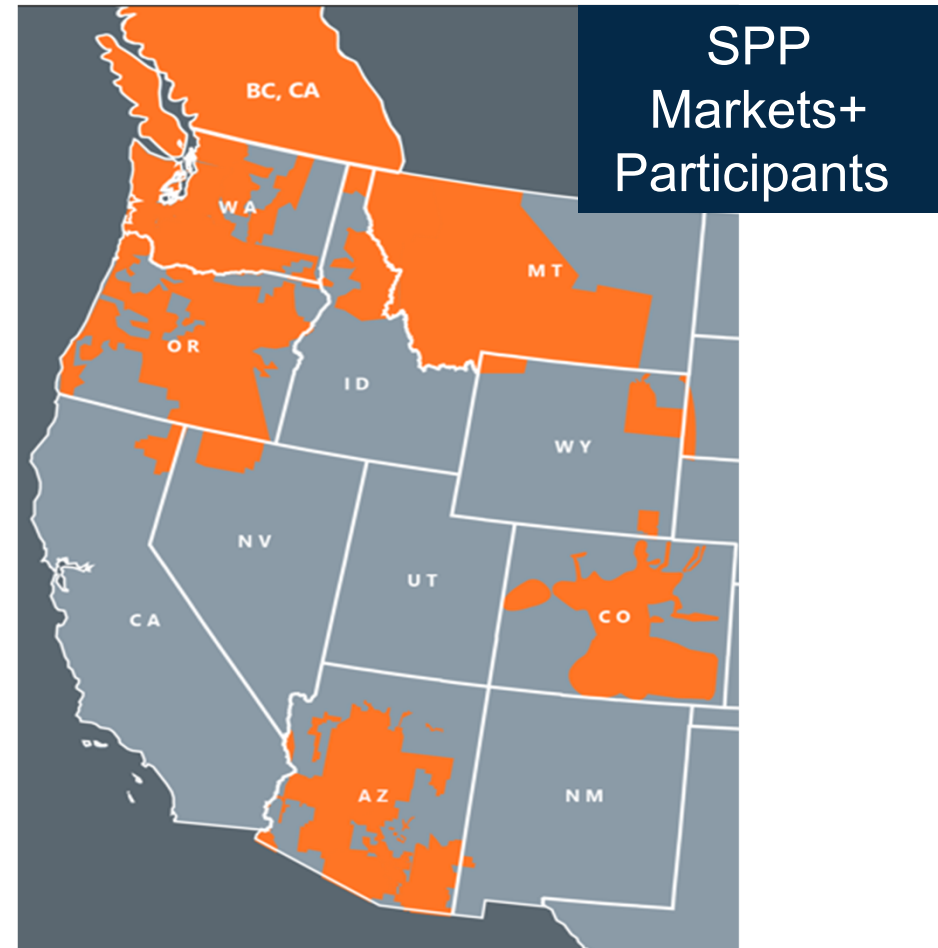 SPP
Markets+
Participants
BC, CA
WA
MT
OR
ID
WY
NV
UT
CO
CA
AZ
NM